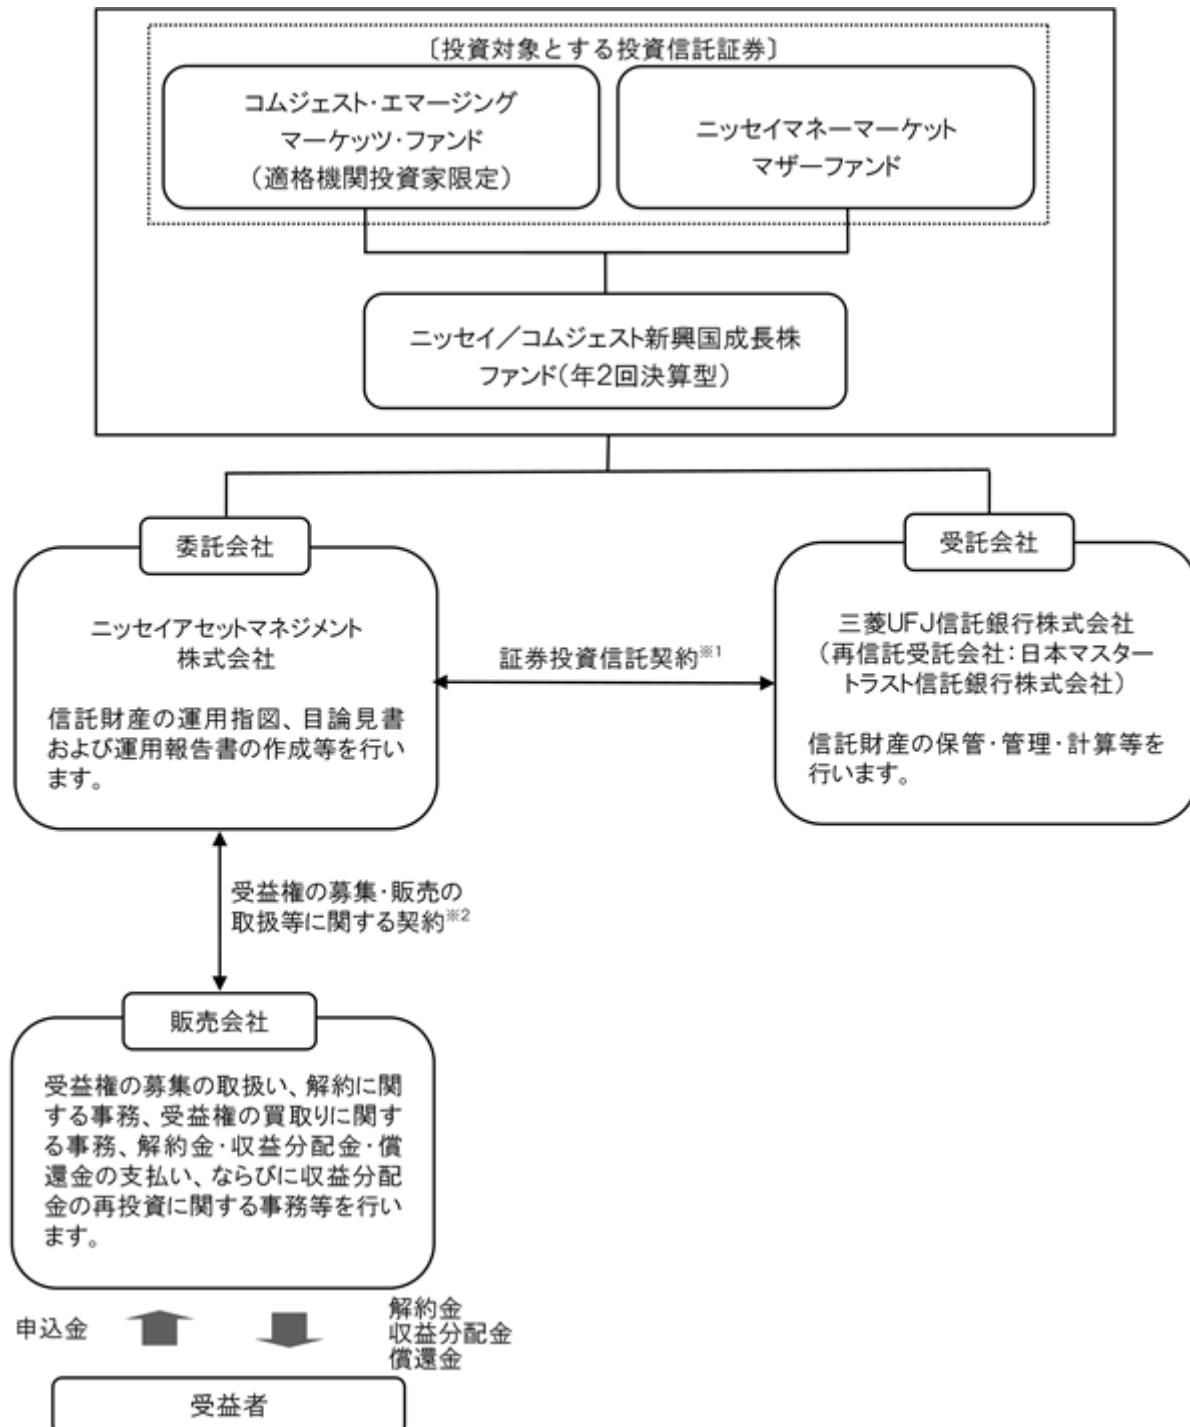 〔投資対象とする投資信託証券〕
コムジェスト・エマージング
マーケッツ・ファンド
（適格機関投資家限定）
ニッセイマネーマーケット
マザーファンド
ニッセイ／コムジェスト新興国成長株
ファンド（年2回決算型）
委託会社
ニッセイアセットマネジメント
株式会社
信託財産の運用指図、目論見書
および運用報告書の作成等を行い
ます。
証券投資信託契約※1
受託会社
三菱UFJ信託銀行株式会社
（再信託受託会社：日本マスター
トラスト信託銀行株式会社）
信託財産の保管・管理・計算等を
行います。
受益権の募集・販売の
取扱等に関する契約※2
販売会社
受益権の募集の取扱い、解約に関
する事務、受益権の買取りに関す
る事務、解約金・収益分配金・償
還金の支払い、ならびに収益分配
金の再投資に関する事務等を行い
ます。
申込金
解約金
収益分配金
償還金
受益者